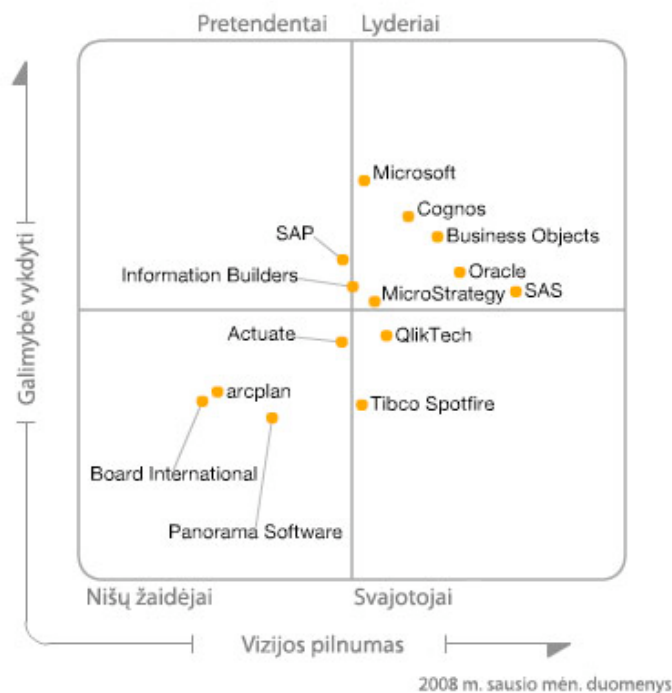 Pretendentai
Lyderiai
Microsoft
Cognos
SAP
Business Objects
Information Builders
Oracle
SAS
MicroStrategy
Actuate
QlikTech
arcplan
Tibco Spotfire
Board International
Panorama Software
Galimybė vykdyti
Nišų žaidėjai
Svajotojai
Vizijos pilnumas
2008 m. sausio mėn. duomenys